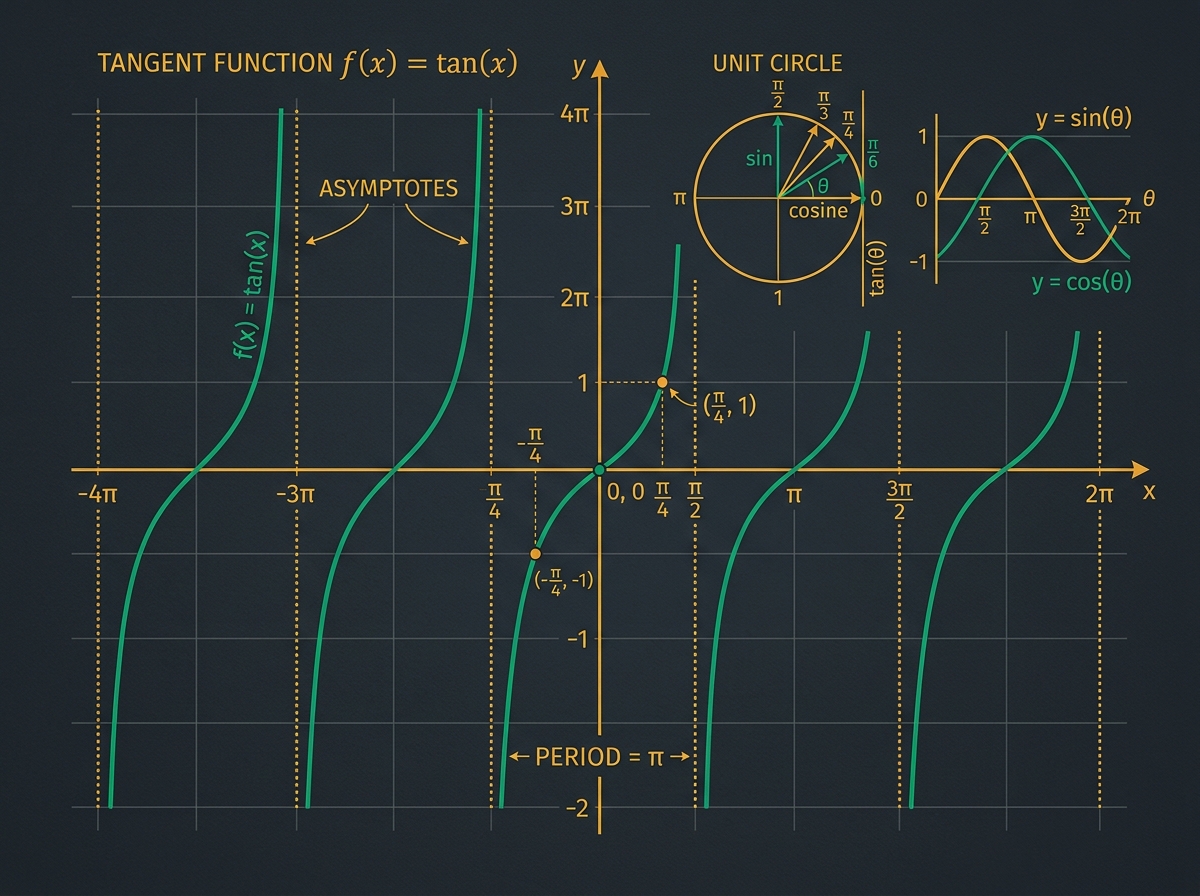 TANGENT FUNCTION f(x) = tan(x)
y
UNIT CIRCLE
π/2
π/3
π/4
π/6
sin
θ
cosine
π
0
1
tan(θ)
y = sin(θ)
1
0
-1
π/2
π
3π/2
2π
θ
y = cos(θ)
4π
3π
2π
1
ASYMPTOTES
f(x) = tan(x)
(π/4, 1)
-π/4
-4π
-3π
π/4
0, 0
π/4
π/2
π
3π/2
2π
x
(-π/4, -1)
-1
PERIOD = π
-2